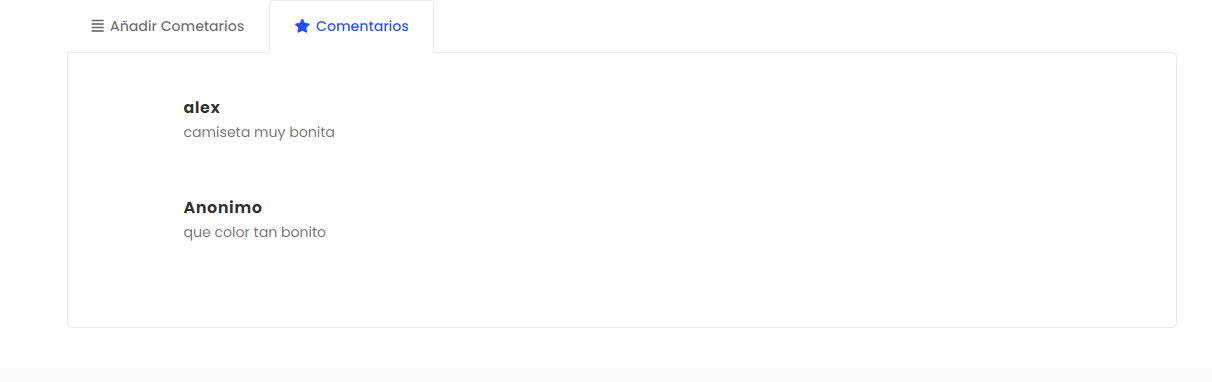 Añadir Cometarios
Comentarios
alex
camiseta muy bonita
Anonimo
que color tan bonito